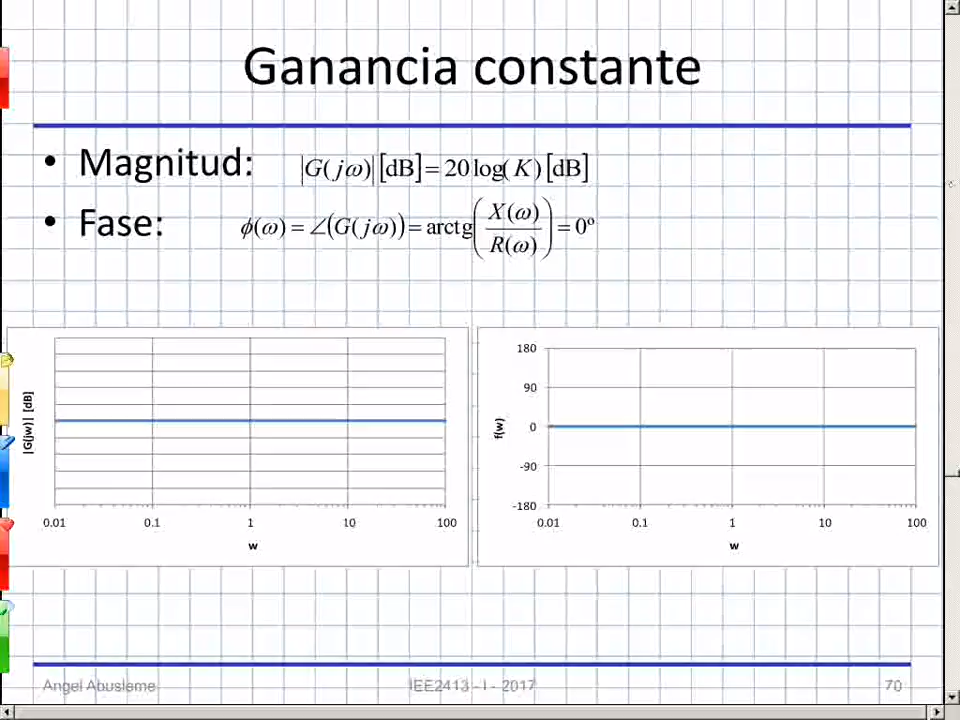 Ganancia constante
• Magnitud: |G(jω)| [dB] = 20 log(K) [dB]
• Fase: ϕ(ω) = ∠(G(jω)) = arctg(X(ω)/R(ω)) = 0º
|G(jw)| [dB]
0.01 0.1 1 10 100
w
f(w)
180
90
0
-90
-180
0.01 0.1 1 10 100
w
Angel Abusleme IEE2413 - I - 2017 70